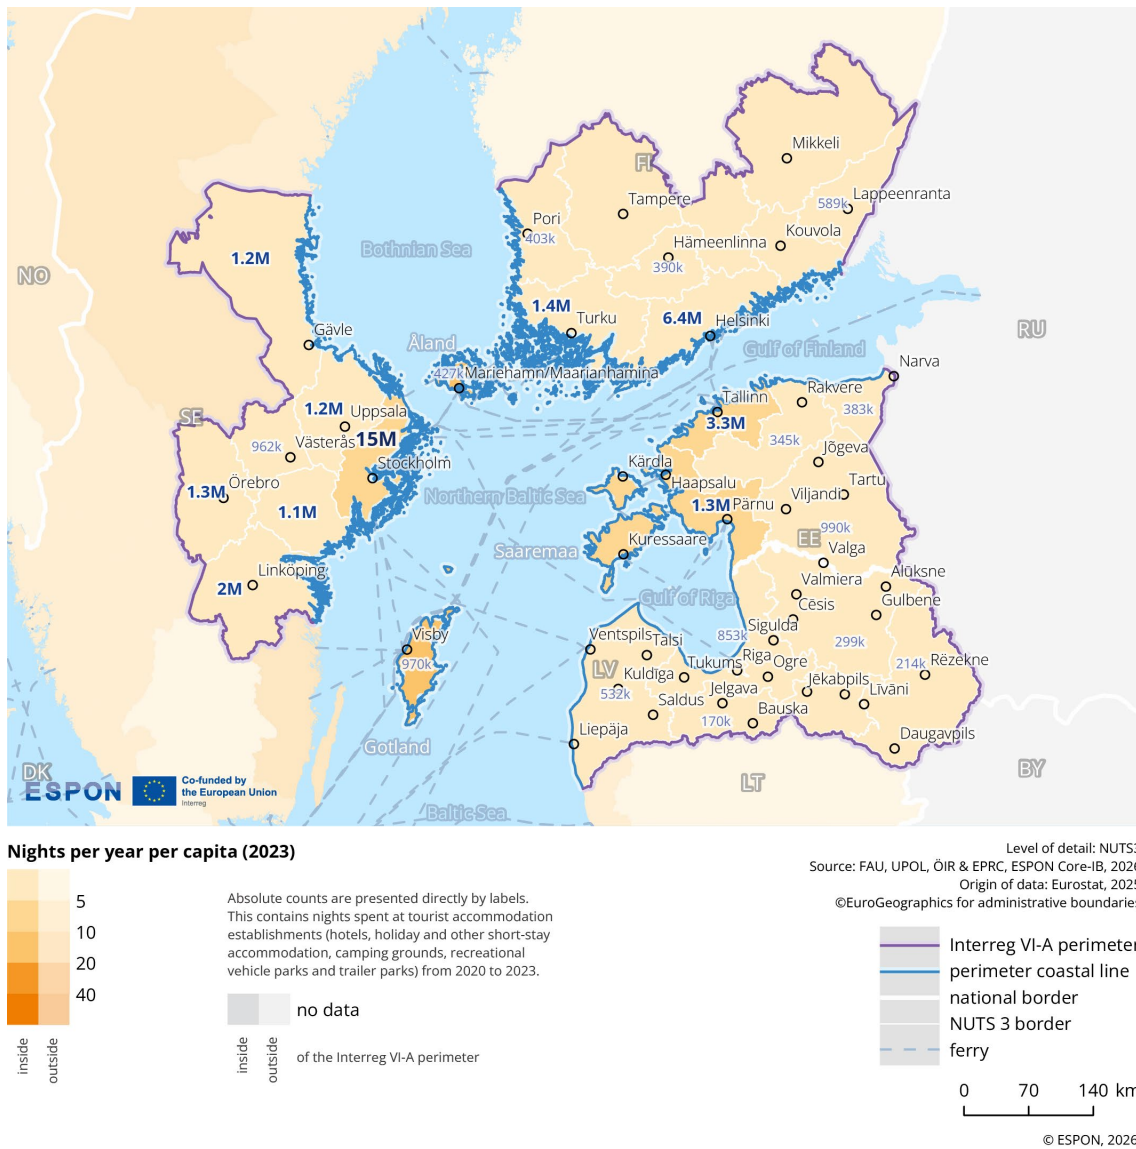 Mikkeli
FI
Lappeenranta
Tampere
589k
Pori
403k
Kouvola
Hämeenlinna
390k
Bothnian Sea
1.2M
NO
1.4M
Turku
6.4M
Helsinki
RU
Gävle
Åland
Gulf of Finland
427k
Mariehamn/Maarianhamina
Narva
Rakvere
Tallinn
383k
SE
1.2M
Uppsala
3.3M
962k
Västerås
15M
345k
Jõgeva
Stockholm
Kärdla
Örebro
1.3M
Haapsalu
Tartu
Northern Baltic Sea
Viljandi
1.3M
Pärnu
1.1M
990k
Kuressaare
EE
Saaremaa
Valga
Linköping
2M
Valmiera
Alūksne
Gulf of Riga
Cēsis
Gulbene
Visby
Ventspils
Talsi
853k
Sigulda
299k
970k
LV
Tukums
Riga
Ogre
214k
Rēzekne
Kuldīga
532k
Jelgava
Jēkabpils
Līvāni
Saldus
170k
Bauska
Liepāja
Gotland
Daugavpils
DK
LT
BY
ESPON
Co-funded by
the European Union
Interreg
Baltic Sea
Nights per year per capita (2023)
5
10
20
40
inside
outside
Absolute counts are presented directly by labels.
This contains nights spent at tourist accommodation
establishments (hotels, holiday and other short-stay
accommodation, camping grounds, recreational
vehicle parks and trailer parks) from 2020 to 2023.
no data
inside
outside
of the Interreg VI-A perimeter
Level of detail: NUTS3
Source: FAU, UPOL, ÖIR & EPRC, ESPON Core-IB, 2026
Origin of data: Eurostat, 2025
©EuroGeographics for administrative boundaries
Interreg VI-A perimeter
perimeter coastal line
national border
NUTS 3 border
ferry
0 70 140 km
© ESPON, 2026